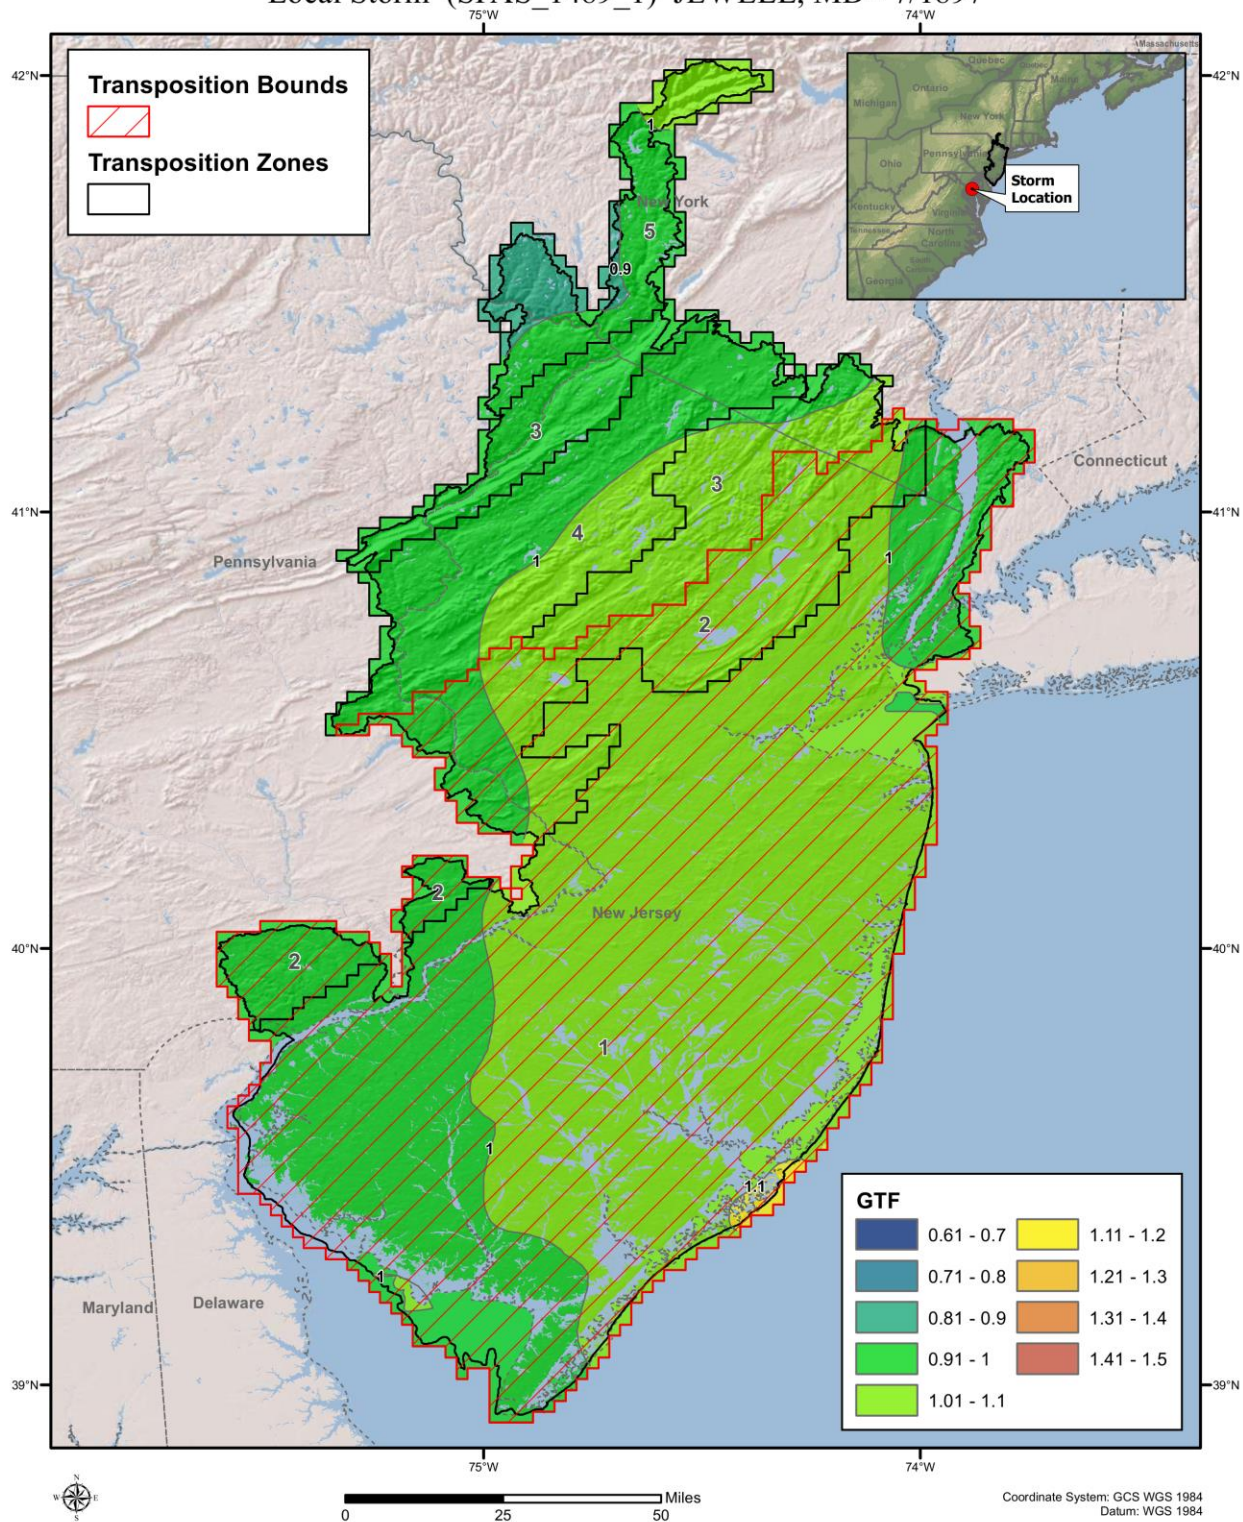 Local Storm (SPAS_1489_1) JEWELL, MD - 7/1897
75°W
74°W
42°N
42°N
Transposition Bounds
Transposition Zones
Massachusetts
Quebec
Maine
Ontario
Michigan
New York
Pennsylvania
Ohio
Storm
Location
Kentucky
Virginia
Tennessee
North
Carolina
South
Carolina
Georgia
1
New York
5
0.9
3
Connecticut
3
41°N
41°N
4
Pennsylvania
1
1
2
2
New Jersey
40°N
40°N
2
1
1
1.1
1
Maryland
Delaware
39°N
39°N
GTF
0.61 - 0.7
1.11 - 1.2
0.71 - 0.8
1.21 - 1.3
0.81 - 0.9
1.31 - 1.4
0.91 - 1
1.41 - 1.5
1.01 - 1.1
75°W
74°W
N
W
E
S
Miles
0
25
50
Coordinate System: GCS WGS 1984
Datum: WGS 1984